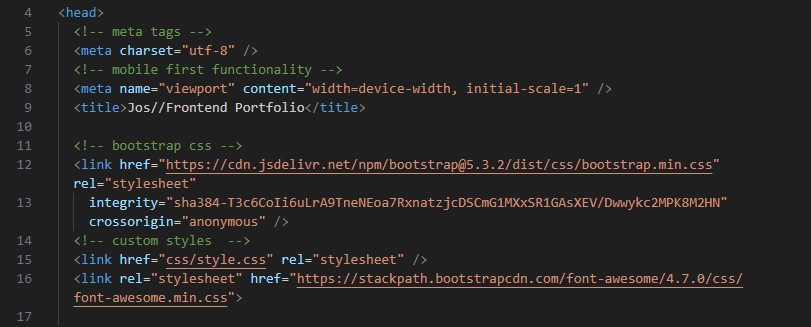 4 <head>
5 <!-- meta tags -->
6 <meta charset="utf-8" />
7 <!-- mobile first functionality -->
8 <meta name="viewport" content="width=device-width, initial-scale=1" />
9 <title>Jos//Frontend Portfolio</title>
10
11 <!-- bootstrap css -->
12 <link href="https://cdn.jsdelivr.net/npm/bootstrap@5.3.2/dist/css/bootstrap.min.css"
rel="stylesheet"
13 integrity="sha384-T3c6CoIi6uLrA9TneNEoa7RxnatzjcDSCmG1MXxSR1GAsXEV/Dwwykc2MPK8M2HN"
crossorigin="anonymous" />
14 <!-- custom styles  -->
15 <link href="css/style.css" rel="stylesheet" />
16 <link rel="stylesheet" href="https://stackpath.bootstrapcdn.com/font-awesome/4.7.0/css/
font-awesome.min.css">
17